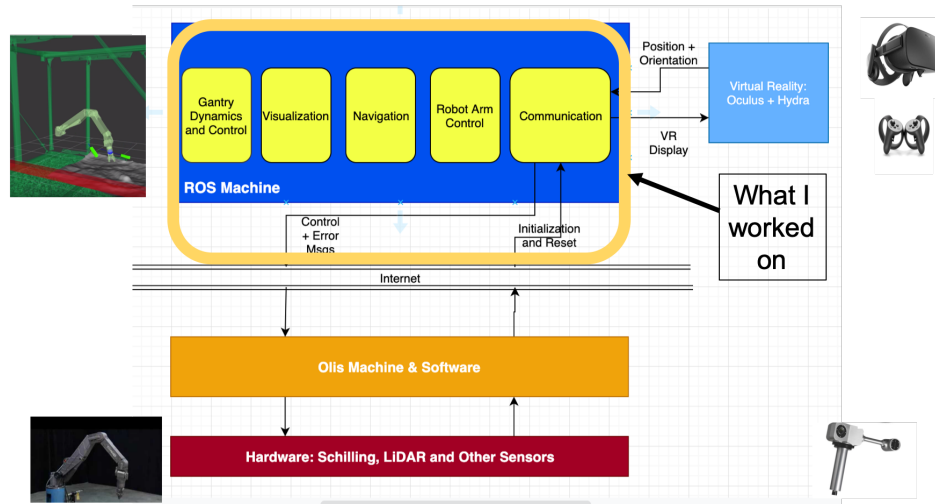 Position +
Orientation
Virtual Reality:
Oculus + Hydra
Gantry
Dynamics
and Control
Visualization
Navigation
Robot Arm
Control
Communication
VR
Display
ROS Machine
What I
worked
on
Control
+ Error
Msgs
Initialization
and Reset
Internet
Olis Machine & Software
Hardware: Schilling, LiDAR and Other Sensors